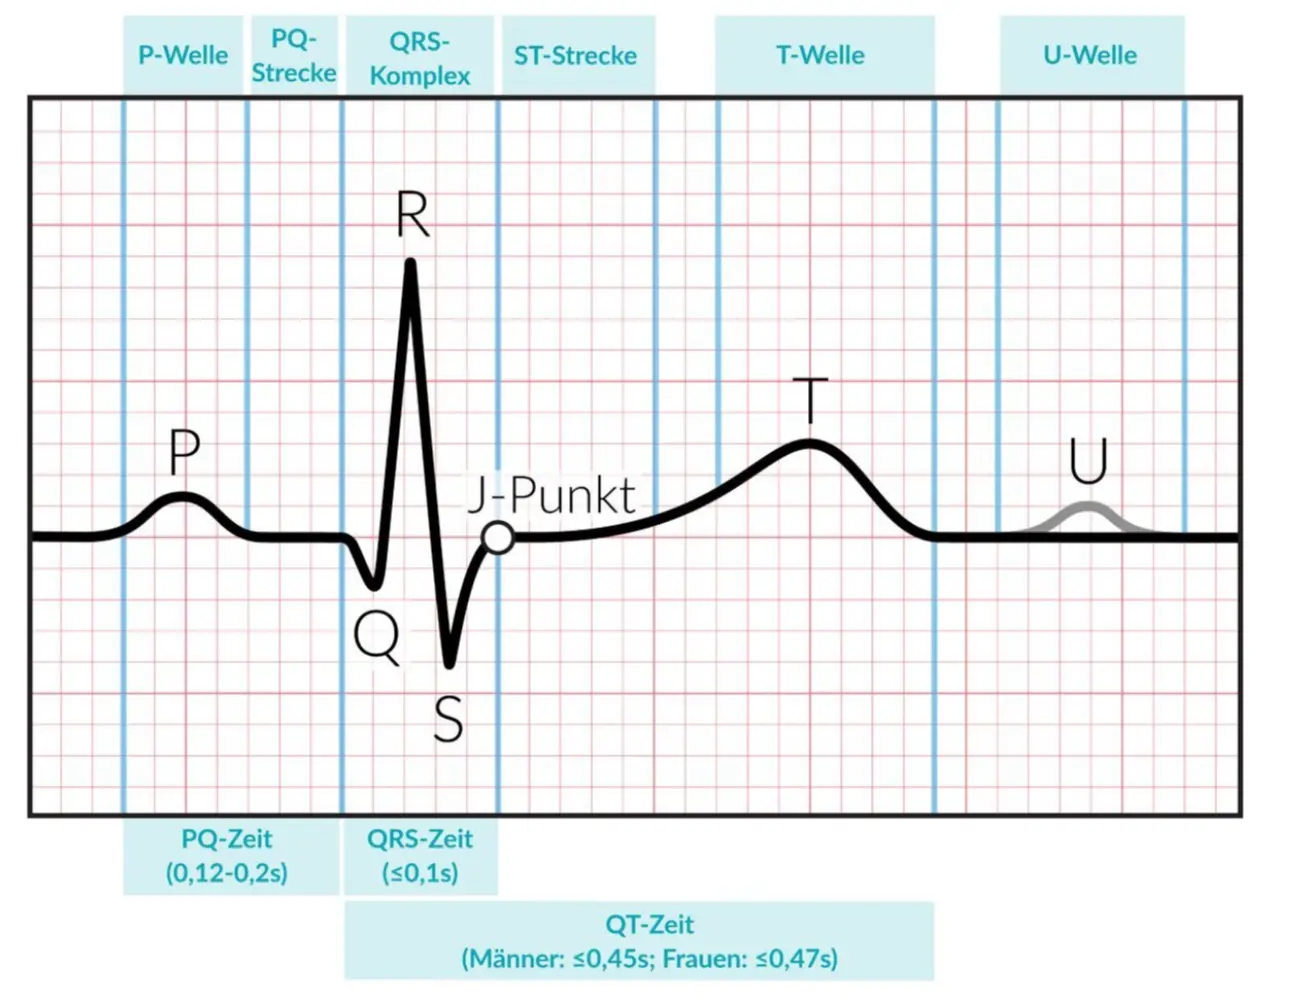 P-Welle
PQ-
Strecke
QRS-
Komplex
ST-Strecke
T-Welle
U-Welle
R
T
P
U
J-Punkt
Q
S
PQ-Zeit
(0,12-0,2s)
QRS-Zeit
(≤0,1s)
QT-Zeit
(Männer: ≤0,45s; Frauen: ≤0,47s)